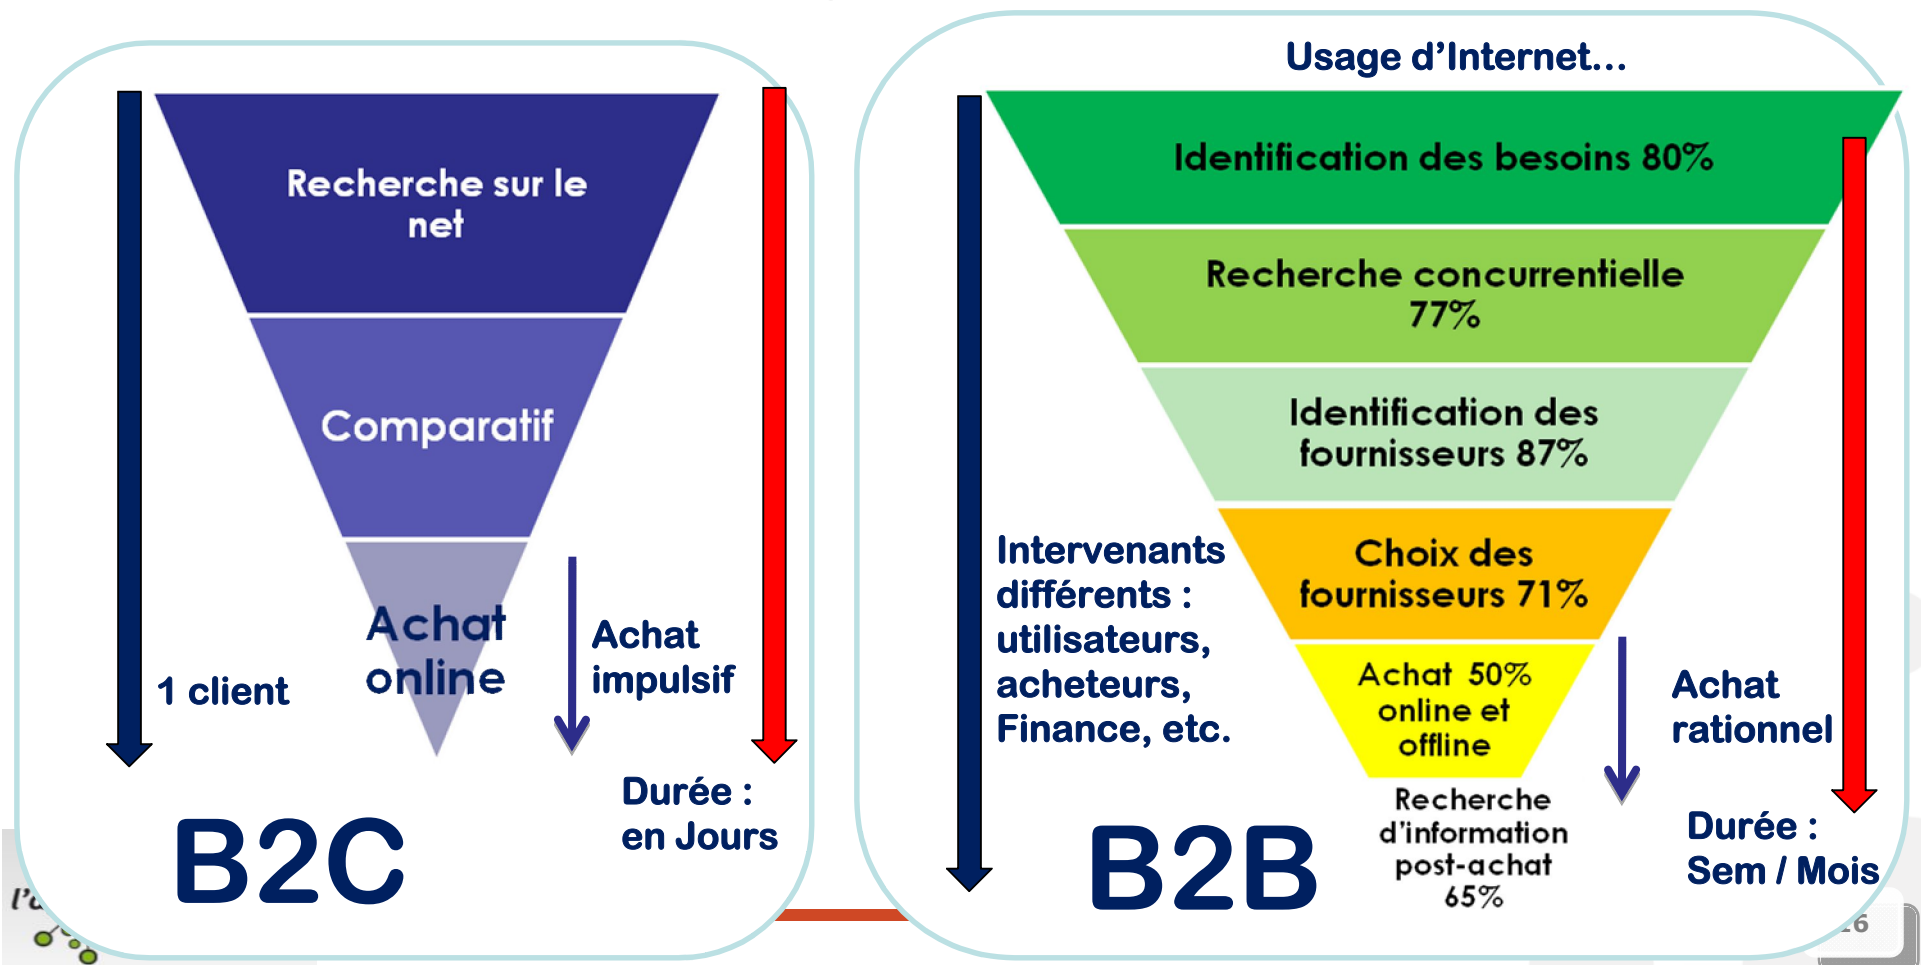 Recherche sur le
net
Comparatif
Achat
online
1 client
Achat
impulsif
Durée :
en Jours
B2C
Usage d’Internet...
Identification des besoins 80%
Recherche concurrentielle
77%
Identification des
fournisseurs 87%
Choix des
fournisseurs 71%
Achat 50%
online et
offline
Recherche
d’information
post-achat
65%
Intervenants
différents :
utilisateurs,
acheteurs,
Finance, etc.
Achat
rationnel
Durée :
Sem / Mois
B2B